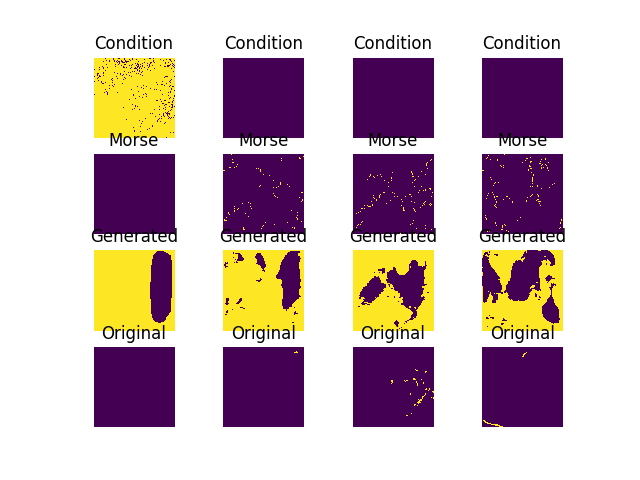 Condition Condition Condition Condition
Morse Morse Morse Morse
Generated Generated Generated Generated
Original Original Original Original